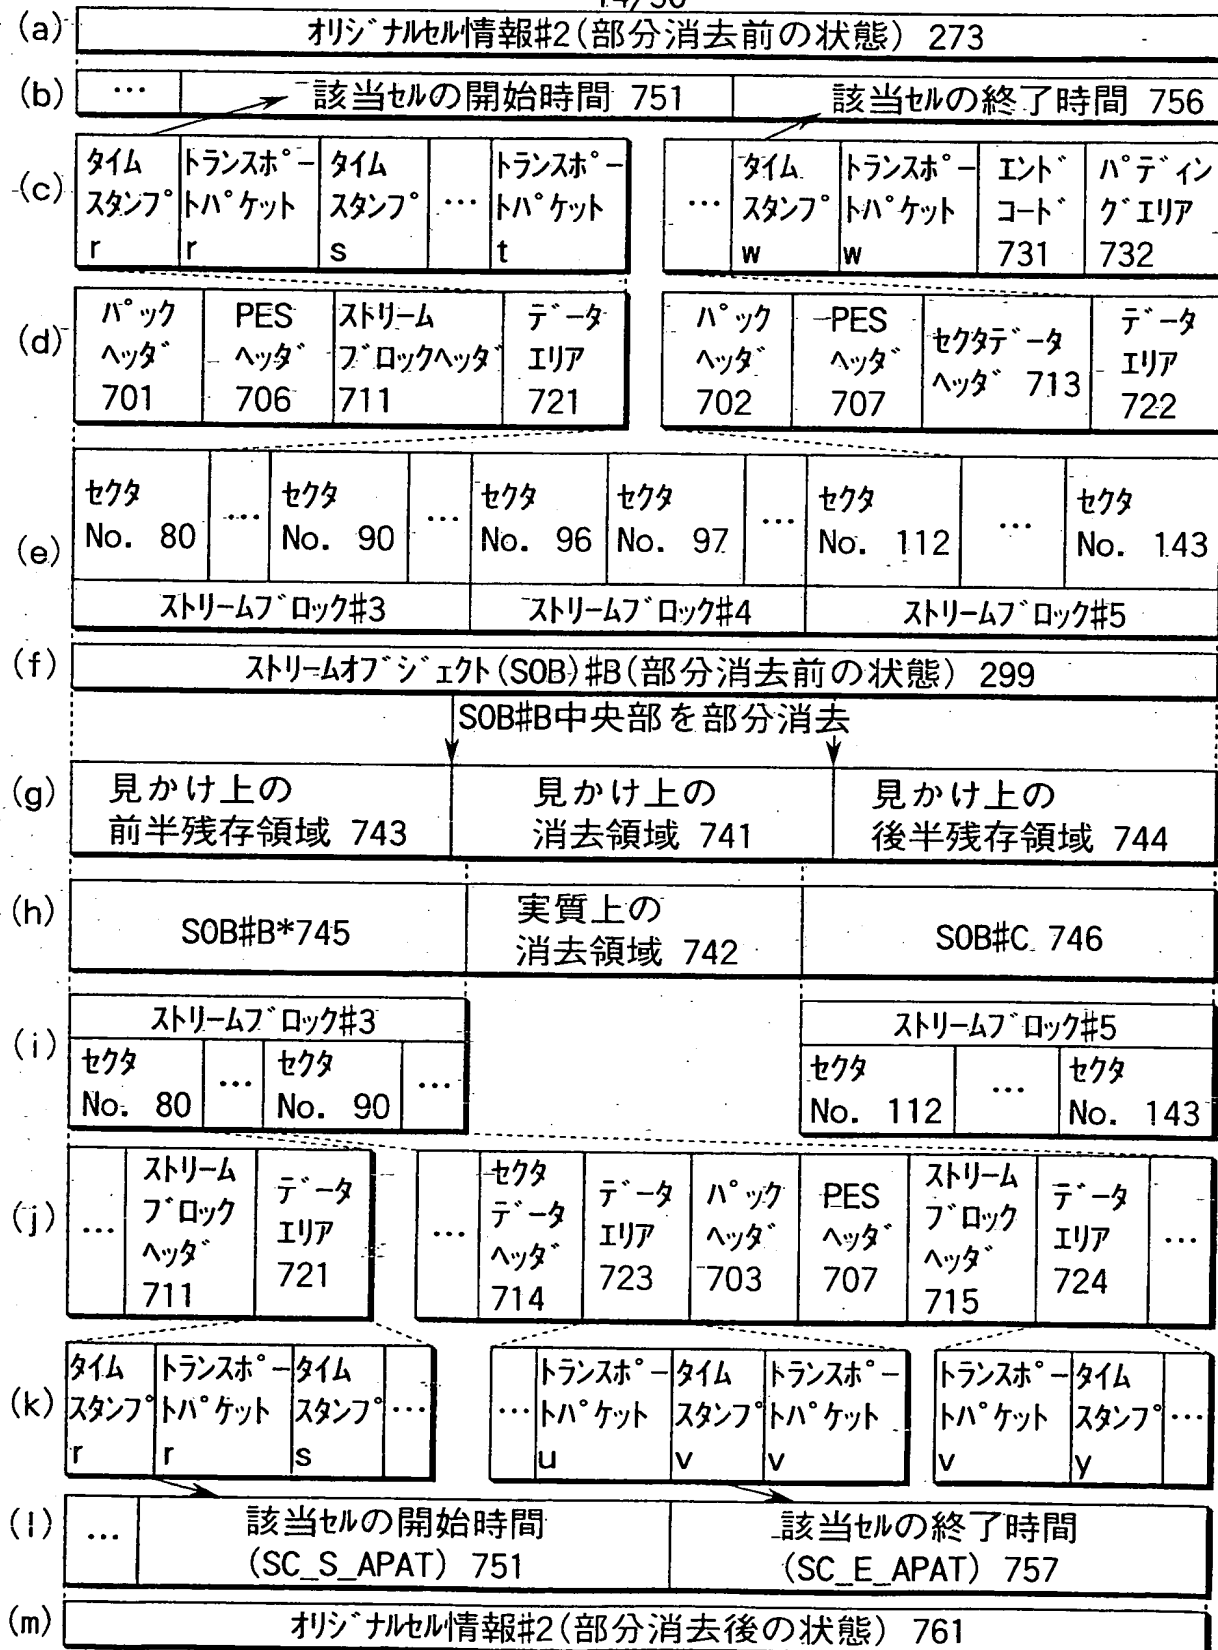 14/30
(a) オリジナルセル情報#2(部分消去前の状態) 273
(b) … 該当セルの開始時間 751 該当セルの終了時間 756
(c)
タイム
スタンプ
r
トランスポー
トパケット
r
タイム
スタンプ
s
…
トランスポー
トパケット
t
…
タイム
スタンプ
w
トランスポー
トパケット
w
エンド
コード
731
パディン
グエリア
732
(d)
パック
ヘッダ
701
PES
ヘッダ
706
ストリーム
ブロックヘッダ
711
データ
エリア
721
パック
ヘッダ
702
PES
ヘッダ
707
セクタデータ
ヘッダ 713
データ
エリア
722
(e)
セクタ
No. 80
…
セクタ
No. 90
…
セクタ
No. 96
セクタ
No. 97
…
セクタ
No. 112
…
セクタ
No. 143
ストリームブロック#3 ストリームブロック#4 ストリームブロック#5
(f) ストリームオブジェクト(SOB)#B(部分消去前の状態) 299
SOB#B中央部を部分消去
(g)
見かけ上の
前半残存領域 743
見かけ上の
消去領域 741
見かけ上の
後半残存領域 744
(h)
SOB#B*745
実質上の
消去領域 742
SOB#C 746
(i)
ストリームブロック#3
セクタ
No. 80
…
セクタ
No. 90
…
ストリームブロック#5
セクタ
No. 112
…
セクタ
No. 143
(j)
…
ストリーム
ブロック
ヘッダ
711
データ
エリア
721
…
セクタ
データ
ヘッダ
714
データ
エリア
723
パック
ヘッダ
703
PES
ヘッダ
707
ストリーム
ブロック
ヘッダ
715
データ
エリア
724
…
(k)
タイム
スタンプ
r
トランスポー
トパケット
r
タイム
スタンプ
s
…
…
トランスポー
トパケット
u
タイム
スタンプ
v
トランスポー
トパケット
v
トランスポー
トパケット
v
タイム
スタンプ
y
…
(l)
…
該当セルの開始時間
(SC_S_APAT) 751
該当セルの終了時間
(SC_E_APAT) 757
(m) オリジナルセル情報#2(部分消去後の状態) 761